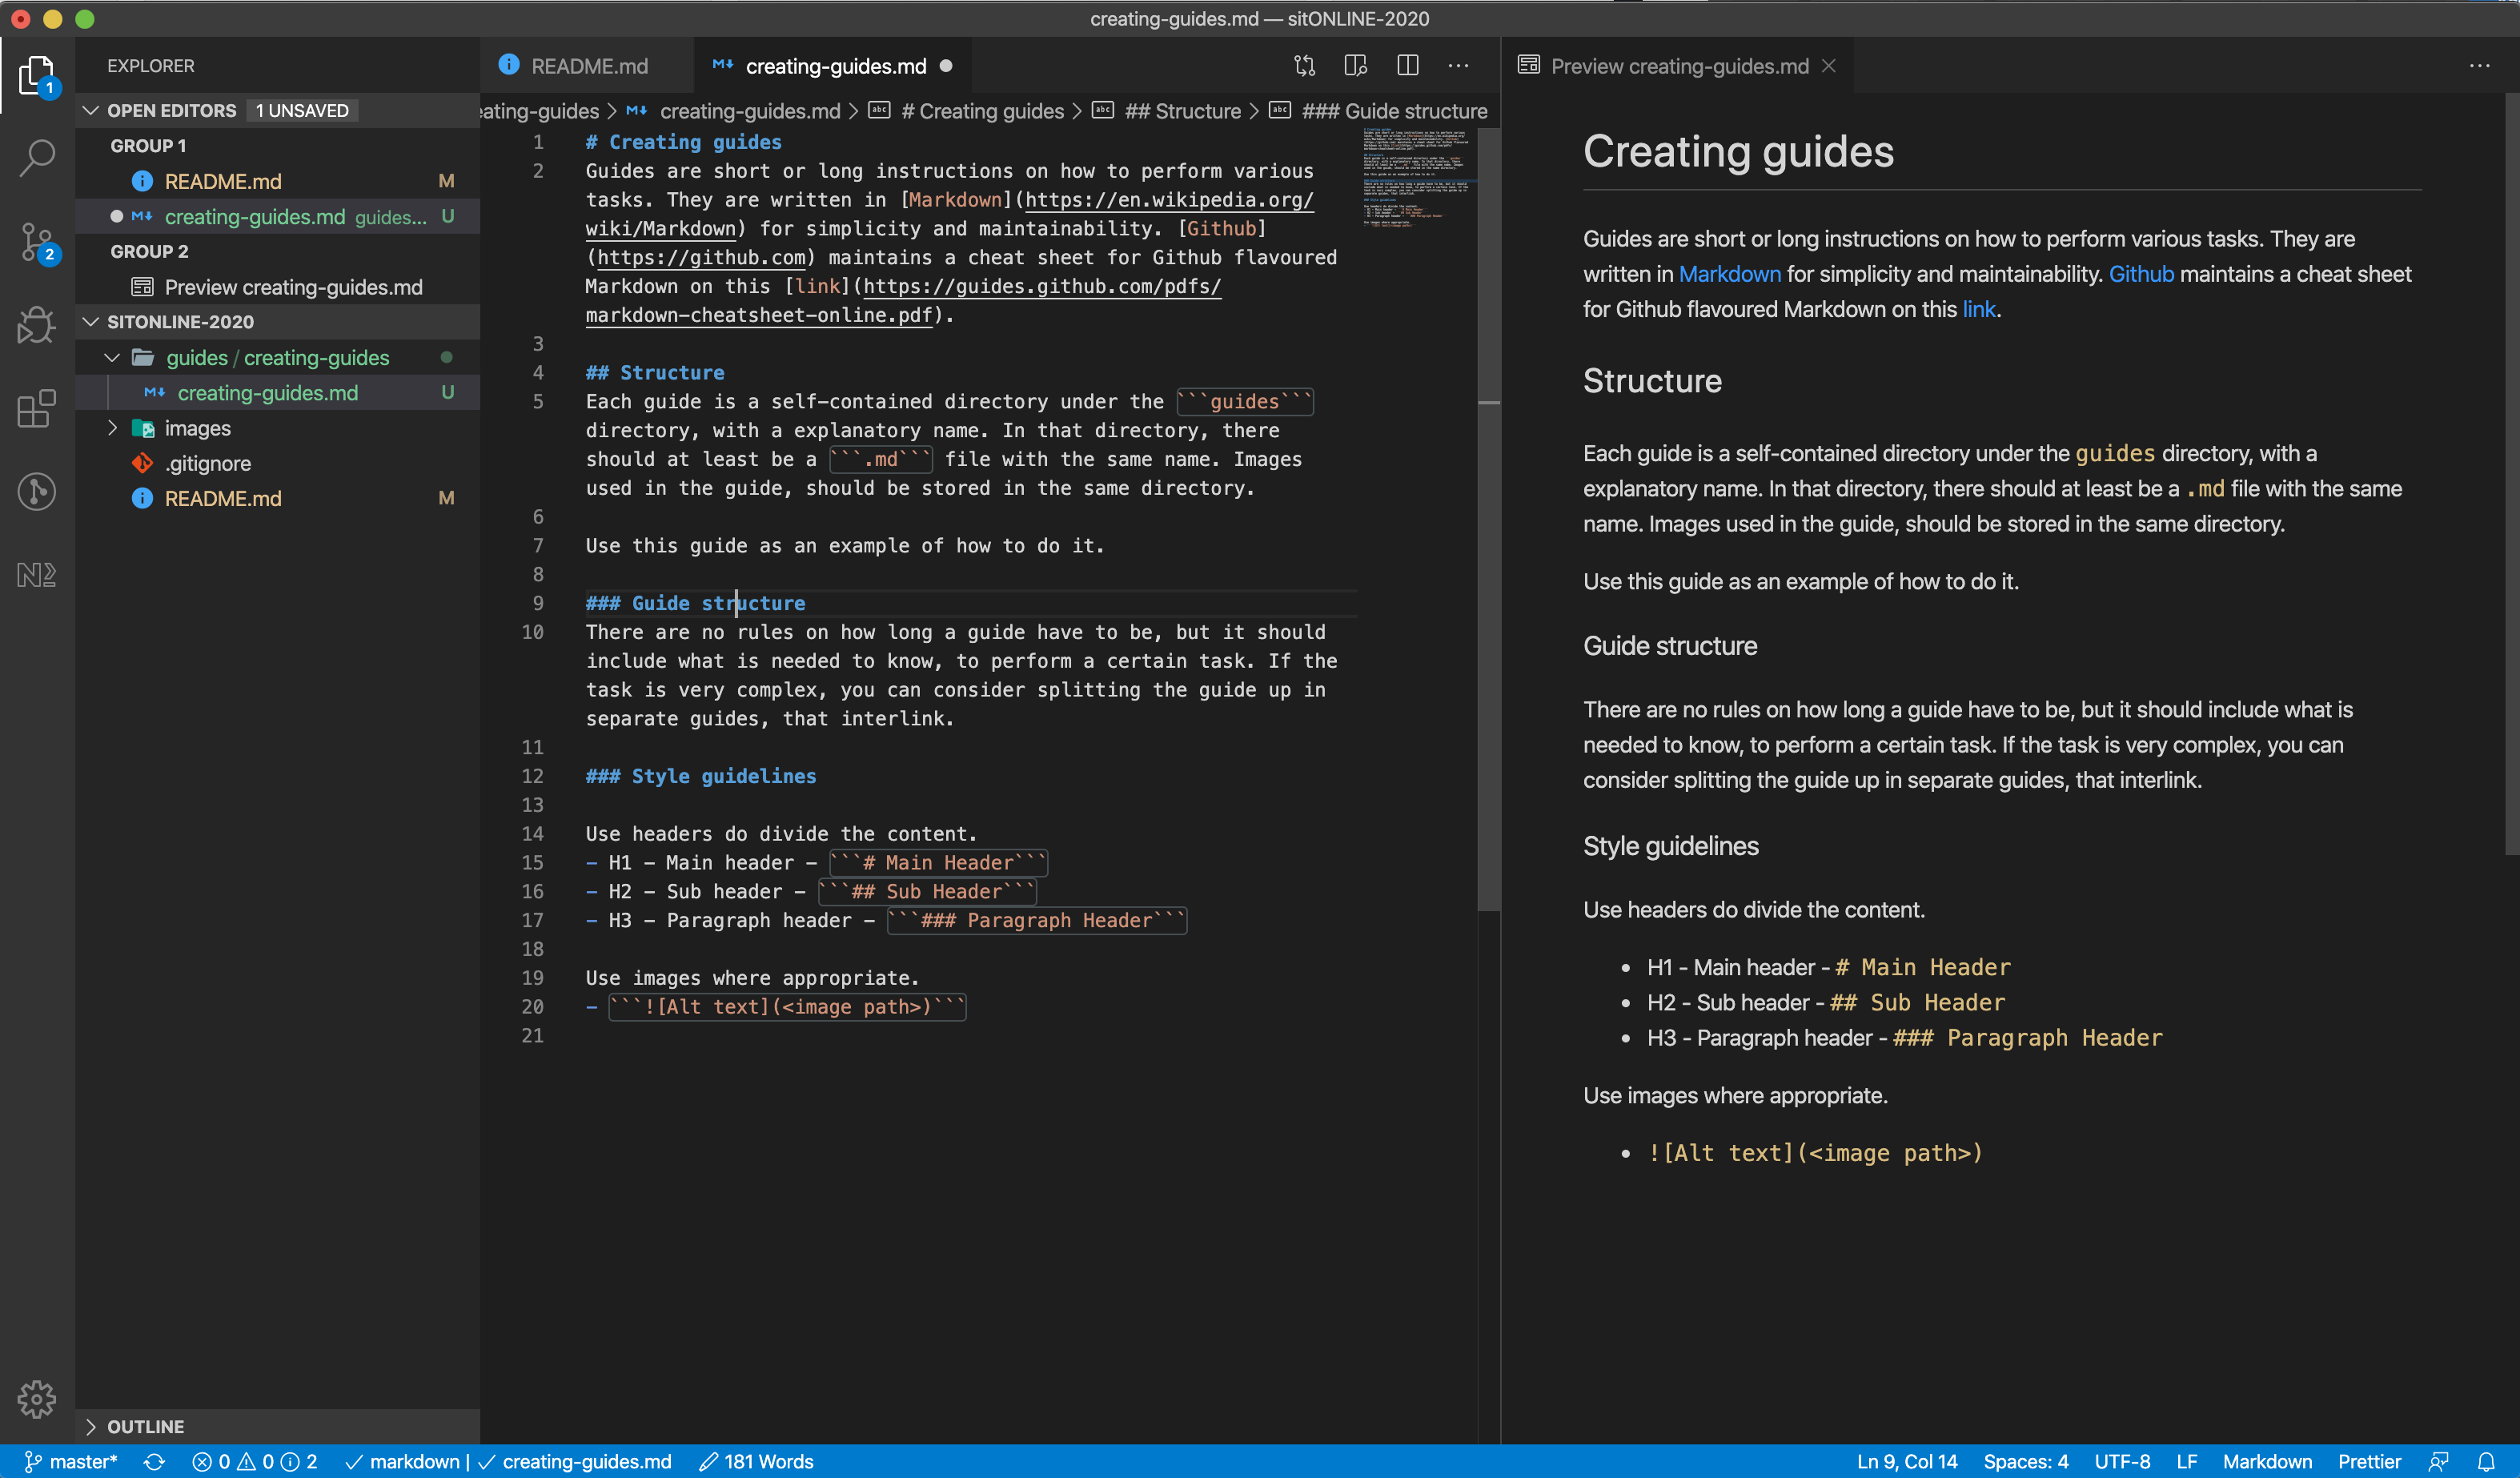 creating-guides.md — sitONLINE-2020
EXPLORER
OPEN EDITORS 1 UNSAVED
GROUP 1
README.md M
creating-guides.md guides... U
GROUP 2
Preview creating-guides.md
SITONLINE-2020
guides / creating-guides
creating-guides.md U
images
.gitignore
README.md M
OUTLINE
1
2
README.md
creating-guides.md
eating-guides > creating-guides.md > # Creating guides > ## Structure > ### Guide structure
1 # Creating guides
2 Guides are short or long instructions on how to perform various
tasks. They are written in [Markdown](https://en.wikipedia.org/
wiki/Markdown) for simplicity and maintainability. [Github]
(https://github.com) maintains a cheat sheet for Github flavoured
Markdown on this [link](https://guides.github.com/pdfs/
markdown-cheatsheet-online.pdf).
3
4 ## Structure
5 Each guide is a self-contained directory under the ```guides```
directory, with a explanatory name. In that directory, there
should at least be a ```.md``` file with the same name. Images
used in the guide, should be stored in the same directory.
6
7 Use this guide as an example of how to do it.
8
9 ### Guide structure
10 There are no rules on how long a guide have to be, but it should
include what is needed to know, to perform a certain task. If the
task is very complex, you can consider splitting the guide up in
separate guides, that interlink.
11
12 ### Style guidelines
13
14 Use headers do divide the content.
15 - H1 - Main header - ```# Main Header```
16 - H2 - Sub header - ```## Sub Header```
17 - H3 - Paragraph header - ```### Paragraph Header```
18
19 Use images where appropriate.
20 - ```![Alt text](<image path>)```
21
Preview creating-guides.md
Creating guides
Guides are short or long instructions on how to perform various tasks. They are
written in Markdown for simplicity and maintainability. Github maintains a cheat sheet
for Github flavoured Markdown on this link.
Structure
Each guide is a self-contained directory under the guides directory, with a
explanatory name. In that directory, there should at least be a .md file with the same
name. Images used in the guide, should be stored in the same directory.
Use this guide as an example of how to do it.
Guide structure
There are no rules on how long a guide have to be, but it should include what is
needed to know, to perform a certain task. If the task is very complex, you can
consider splitting the guide up in separate guides, that interlink.
Style guidelines
Use headers do divide the content.
• H1 - Main header - # Main Header
• H2 - Sub header - ## Sub Header
• H3 - Paragraph header - ### Paragraph Header
Use images where appropriate.
• ![Alt text](<image path>)
master* 0 0 2 markdown | creating-guides.md 181 Words Ln 9, Col 14 Spaces: 4 UTF-8 LF Markdown Prettier